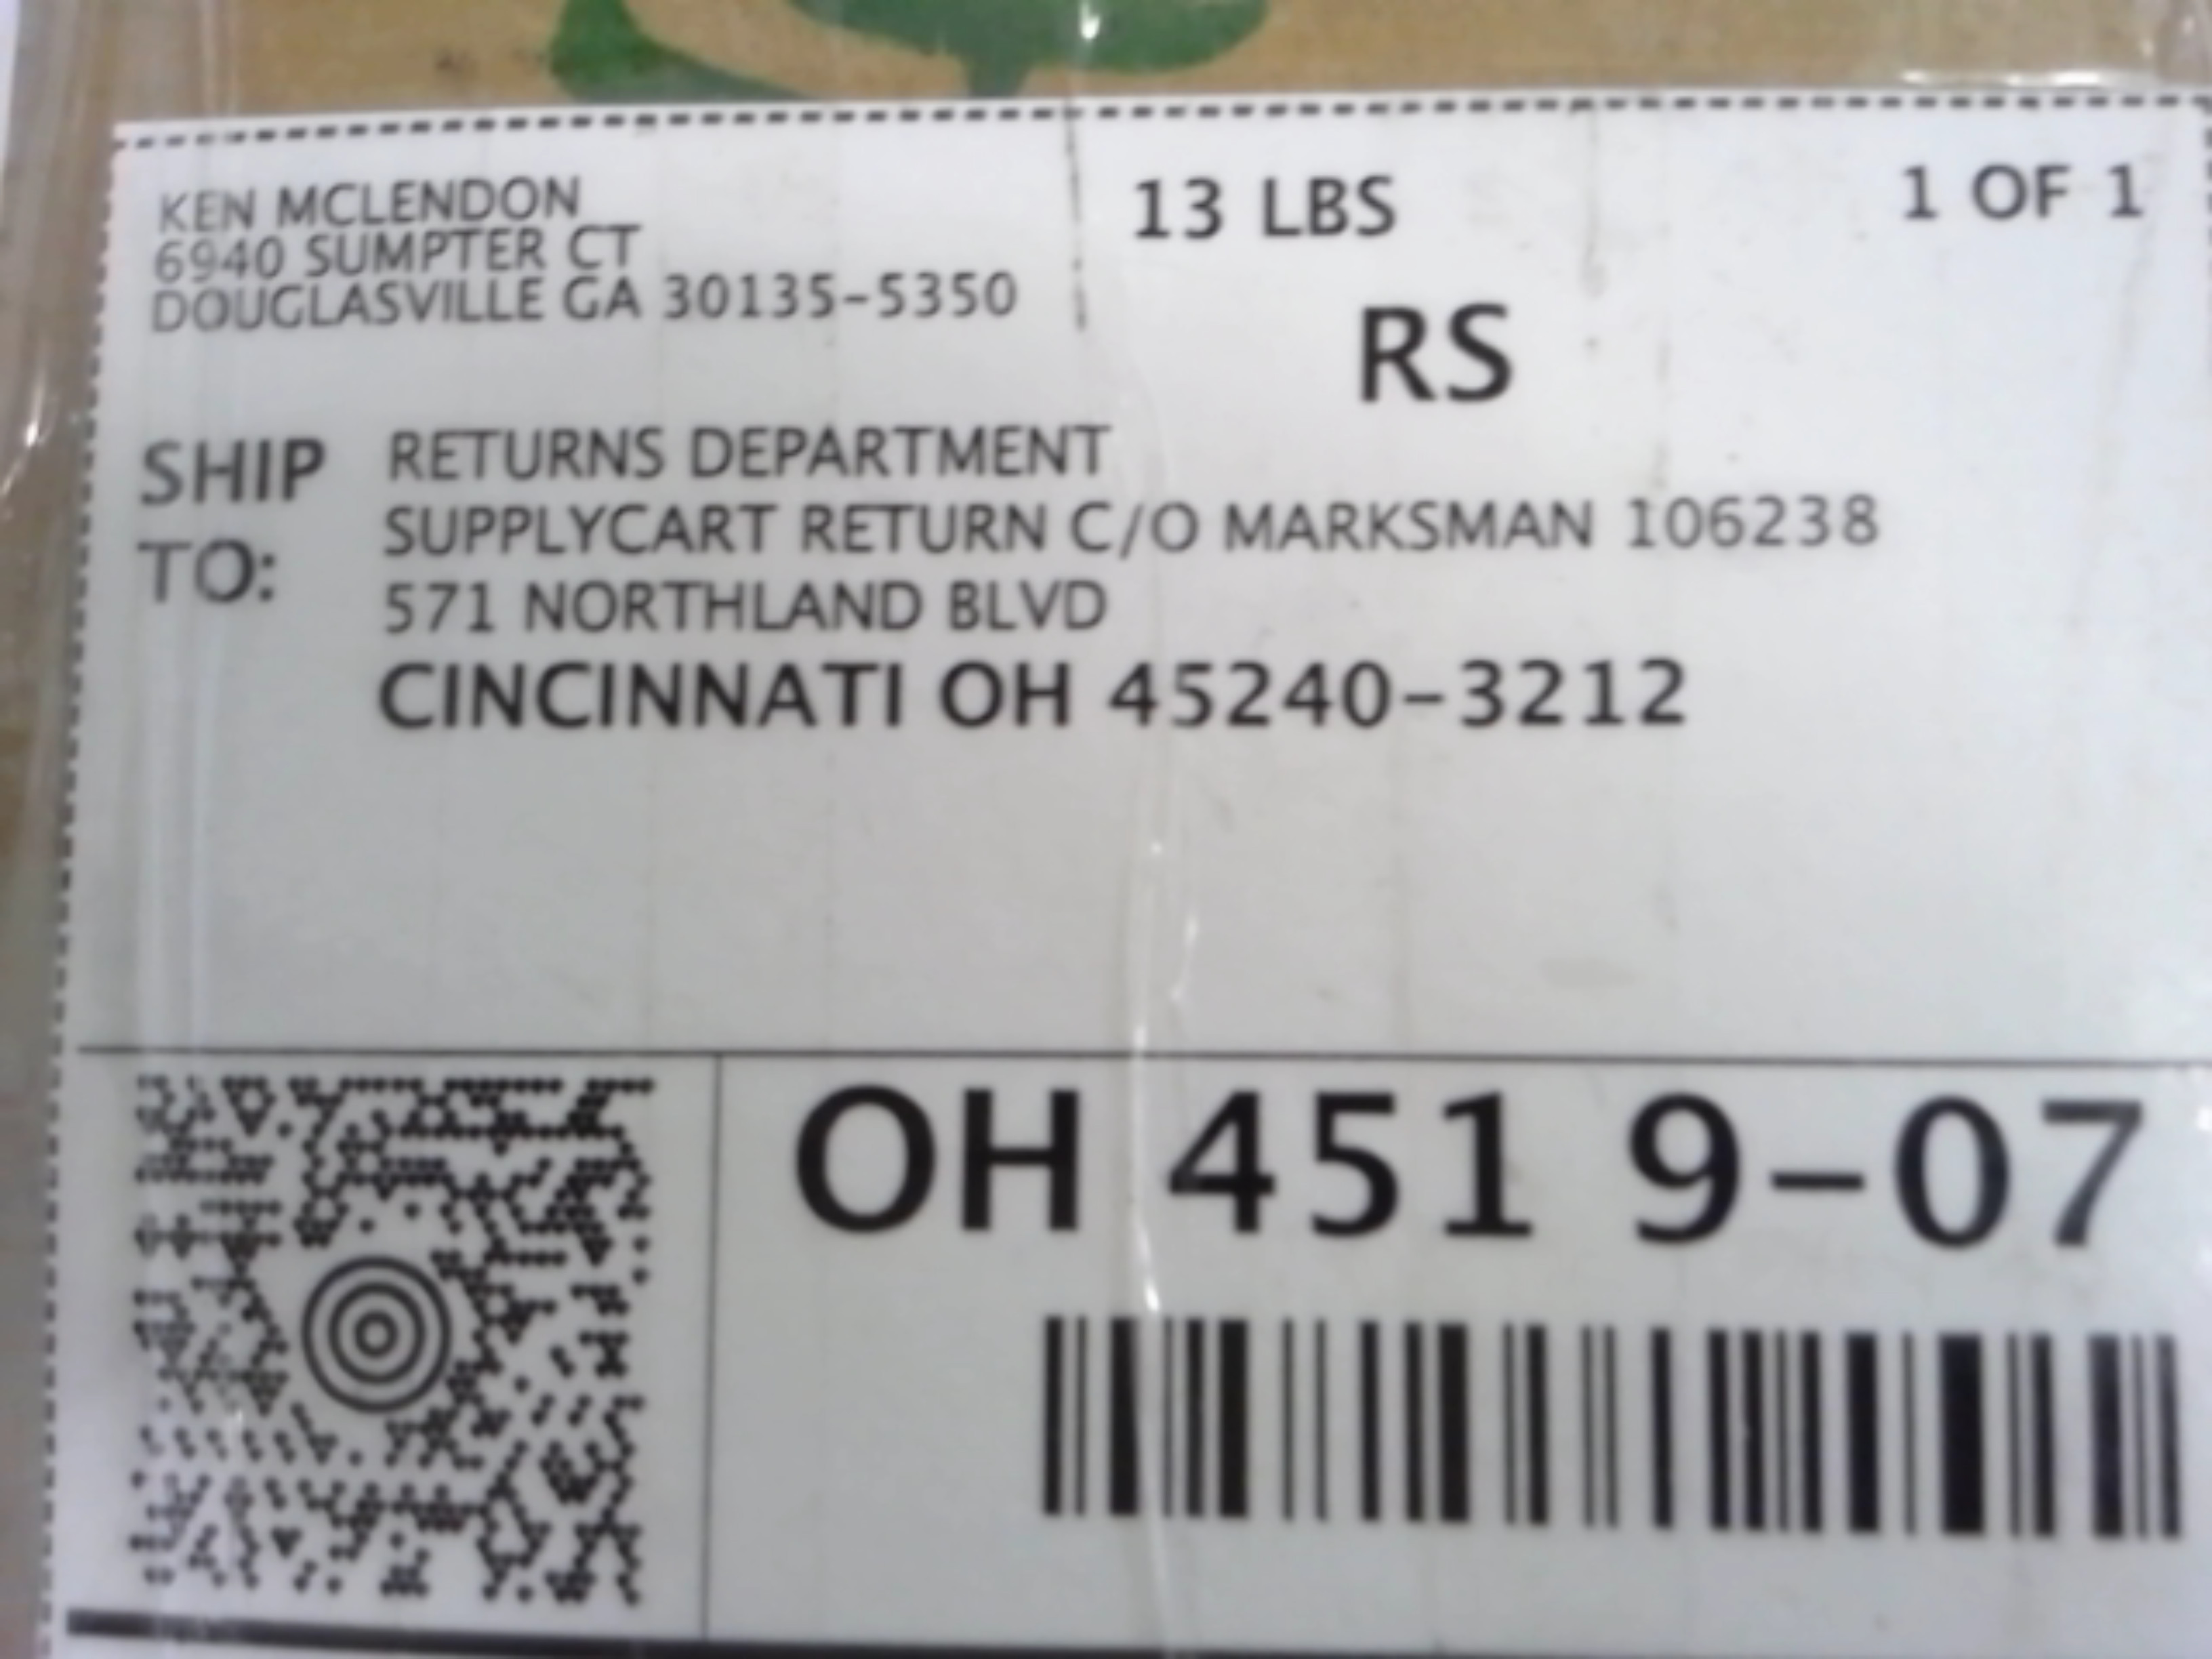 KEN MCLENDON
6940 SUMPTER CT
DOUGLASVILLE GA 30135-5350
13 LBS
1 OF 1
RS
SHIP TO:
RETURNS DEPARTMENT
SUPPLYCART RETURN C/O MARKSMAN 106238
571 NORTHLAND BLVD
CINCINNATI OH 45240-3212
OH 451 9-07